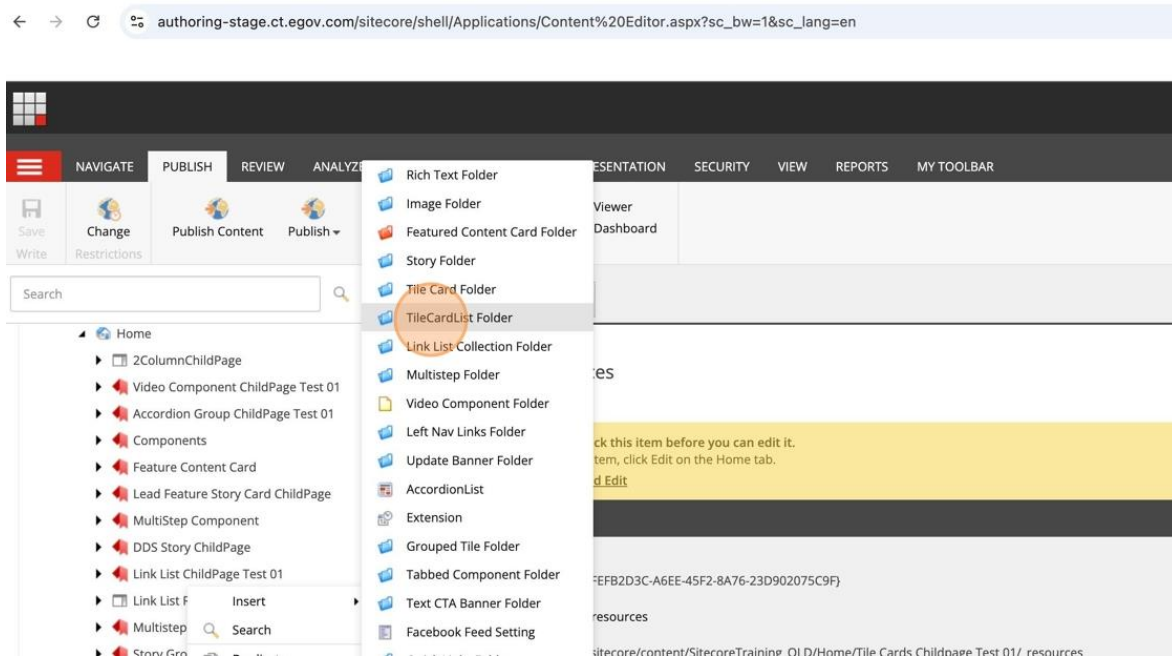 authoring-stage.ct.egov.com/sitecore/shell/Applications/Content%20Editor.aspx?sc_bw=1&sc_lang=en
NAVIGATE PUBLISH REVIEW ANALYZE ESENTATION SECURITY VIEW REPORTS MY TOOLBAR
Save
Write
Change
Restrictions
Publish Content
Publish
Viewer
Dashboard
Search
Rich Text Folder
Image Folder
Featured Content Card Folder
Story Folder
Tile Card Folder
TileCardList Folder
Link List Collection Folder
Multistep Folder
Video Component Folder
Left Nav Links Folder
Update Banner Folder
AccordionList
Extension
Grouped Tile Folder
Tabbed Component Folder
Text CTA Banner Folder
Facebook Feed Setting
Home
2ColumnChildPage
Video Component ChildPage Test 01
Accordion Group ChildPage Test 01
Components
Feature Content Card
Lead Feature Story Card ChildPage
MultiStep Component
DDS Story ChildPage
Link List ChildPage Test 01
Link List
Multistep
Story Gro
Insert
Search
ces
ck this item before you can edit it.
tem, click Edit on the Home tab.
d Edit
FEFB2D3C-A6EE-45F2-8A76-23D902075C9F}
resources
sitecore/content/SitecoreTraining_OLD/Home/Tile Cards Childpage Test 01/_resources